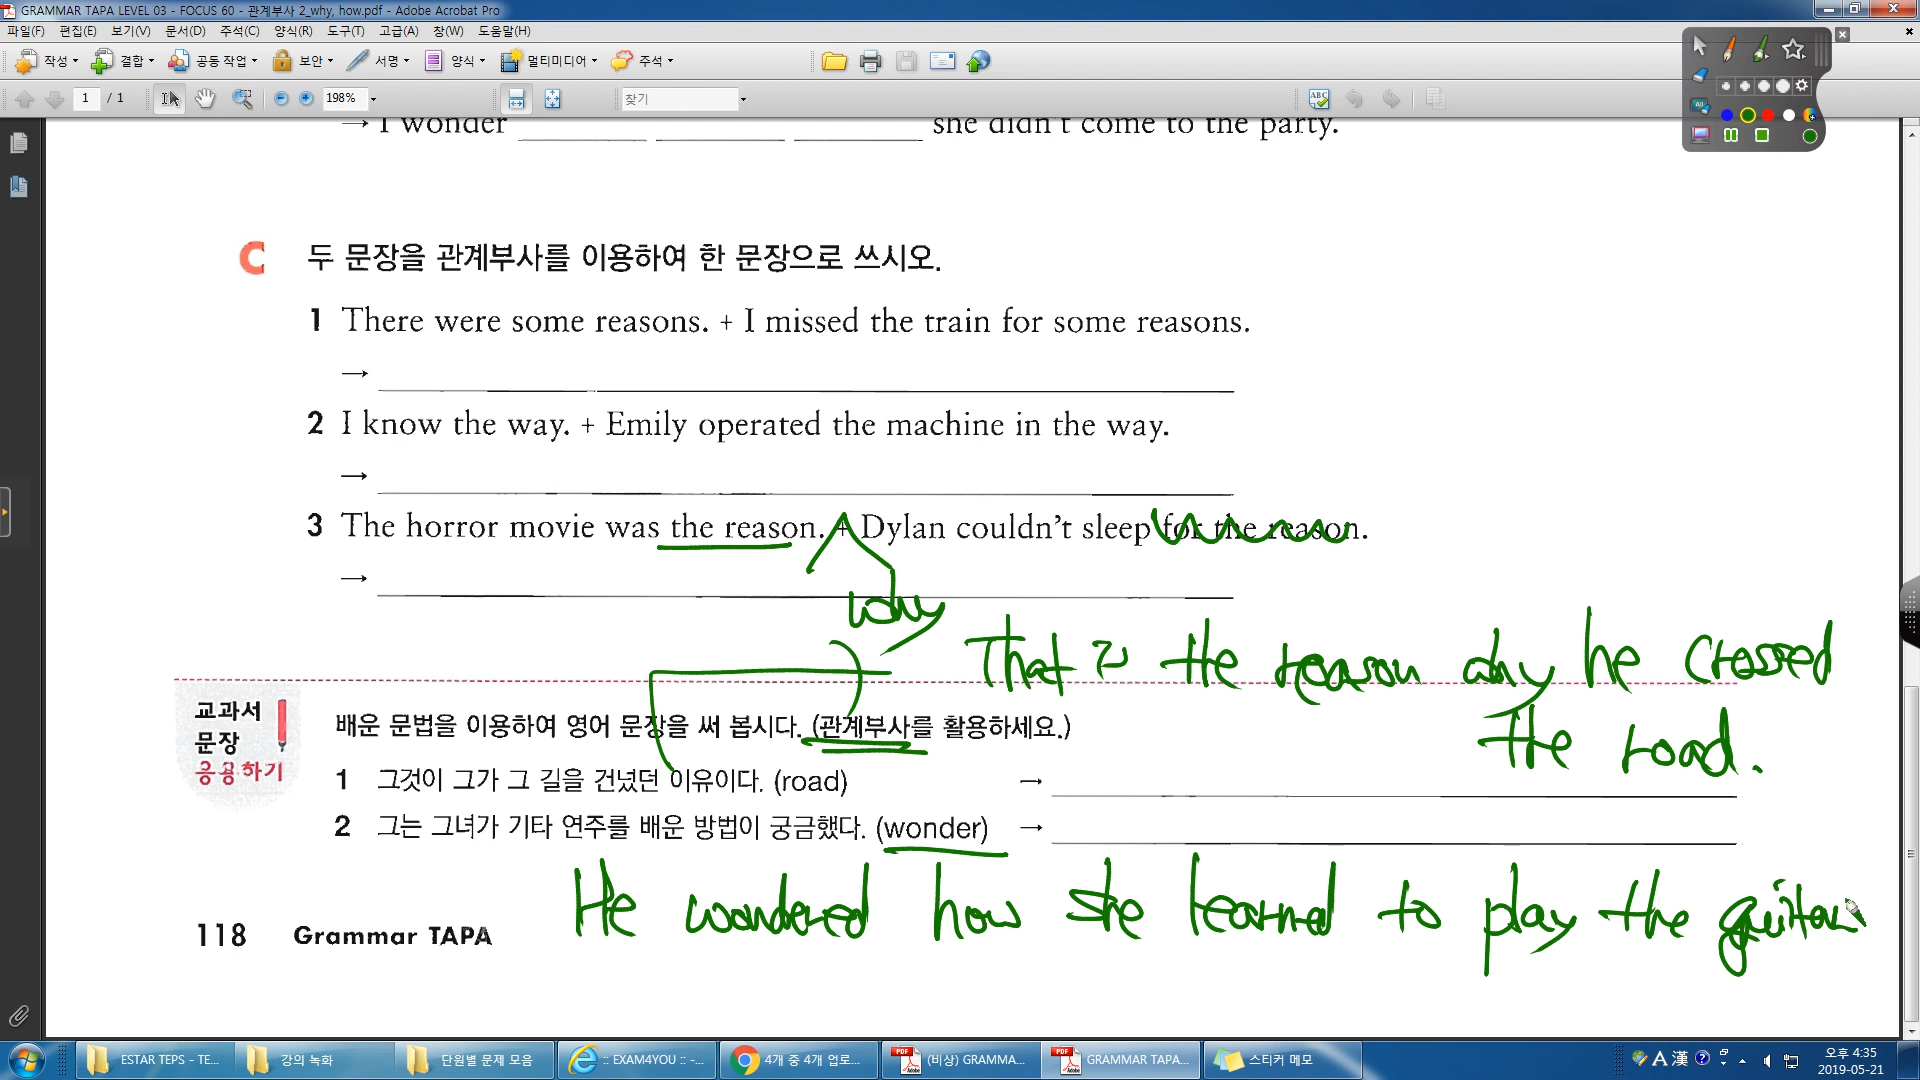 GRAMMAR TAPA LEVEL 03 - FOCUS 60 - 관계부사 2_why, how.pdf - Adobe Acrobat Pro
파일(F) 편집(E) 보기(V) 문서(D) 주석(C) 양식(R) 도구(T) 고급(A) 창(W) 도움말(H)
작성 결합 공동 작업 보안 서명 양식 멀티미디어 주석
1 / 1 198% 찾기
→ I wonder ___ ___ ___ she didn't come to the party.
C 두 문장을 관계부사를 이용하여 한 문장으로 쓰시오.
1 There were some reasons. + I missed the train for some reasons.
→
2 I know the way. + Emily operated the machine in the way.
→
3 The horror movie was the reason. + Dylan couldn't sleep for the reason.
→
why
That is the reason why he crossed
the road.
교과서
문장
응용하기
배운 문법을 이용하여 영어 문장을 써 봅시다. (관계부사를 활용하세요.)
1 그것이 그가 그 길을 건넜던 이유이다. (road) →
2 그는 그녀가 기타 연주를 배운 방법이 궁금했다. (wonder) →
He wondered how she learned to play the guitar
118 Grammar TAPA
ESTAR TEPS - TE... 강의 녹화 단원별 문제 모음 :: EXAM4YOU :: -... 4개 중 4개 업로... (비상) GRAMMA... GRAMMAR TAPA... 스티커 메모
A 漢
오후 4:35
2019-05-21